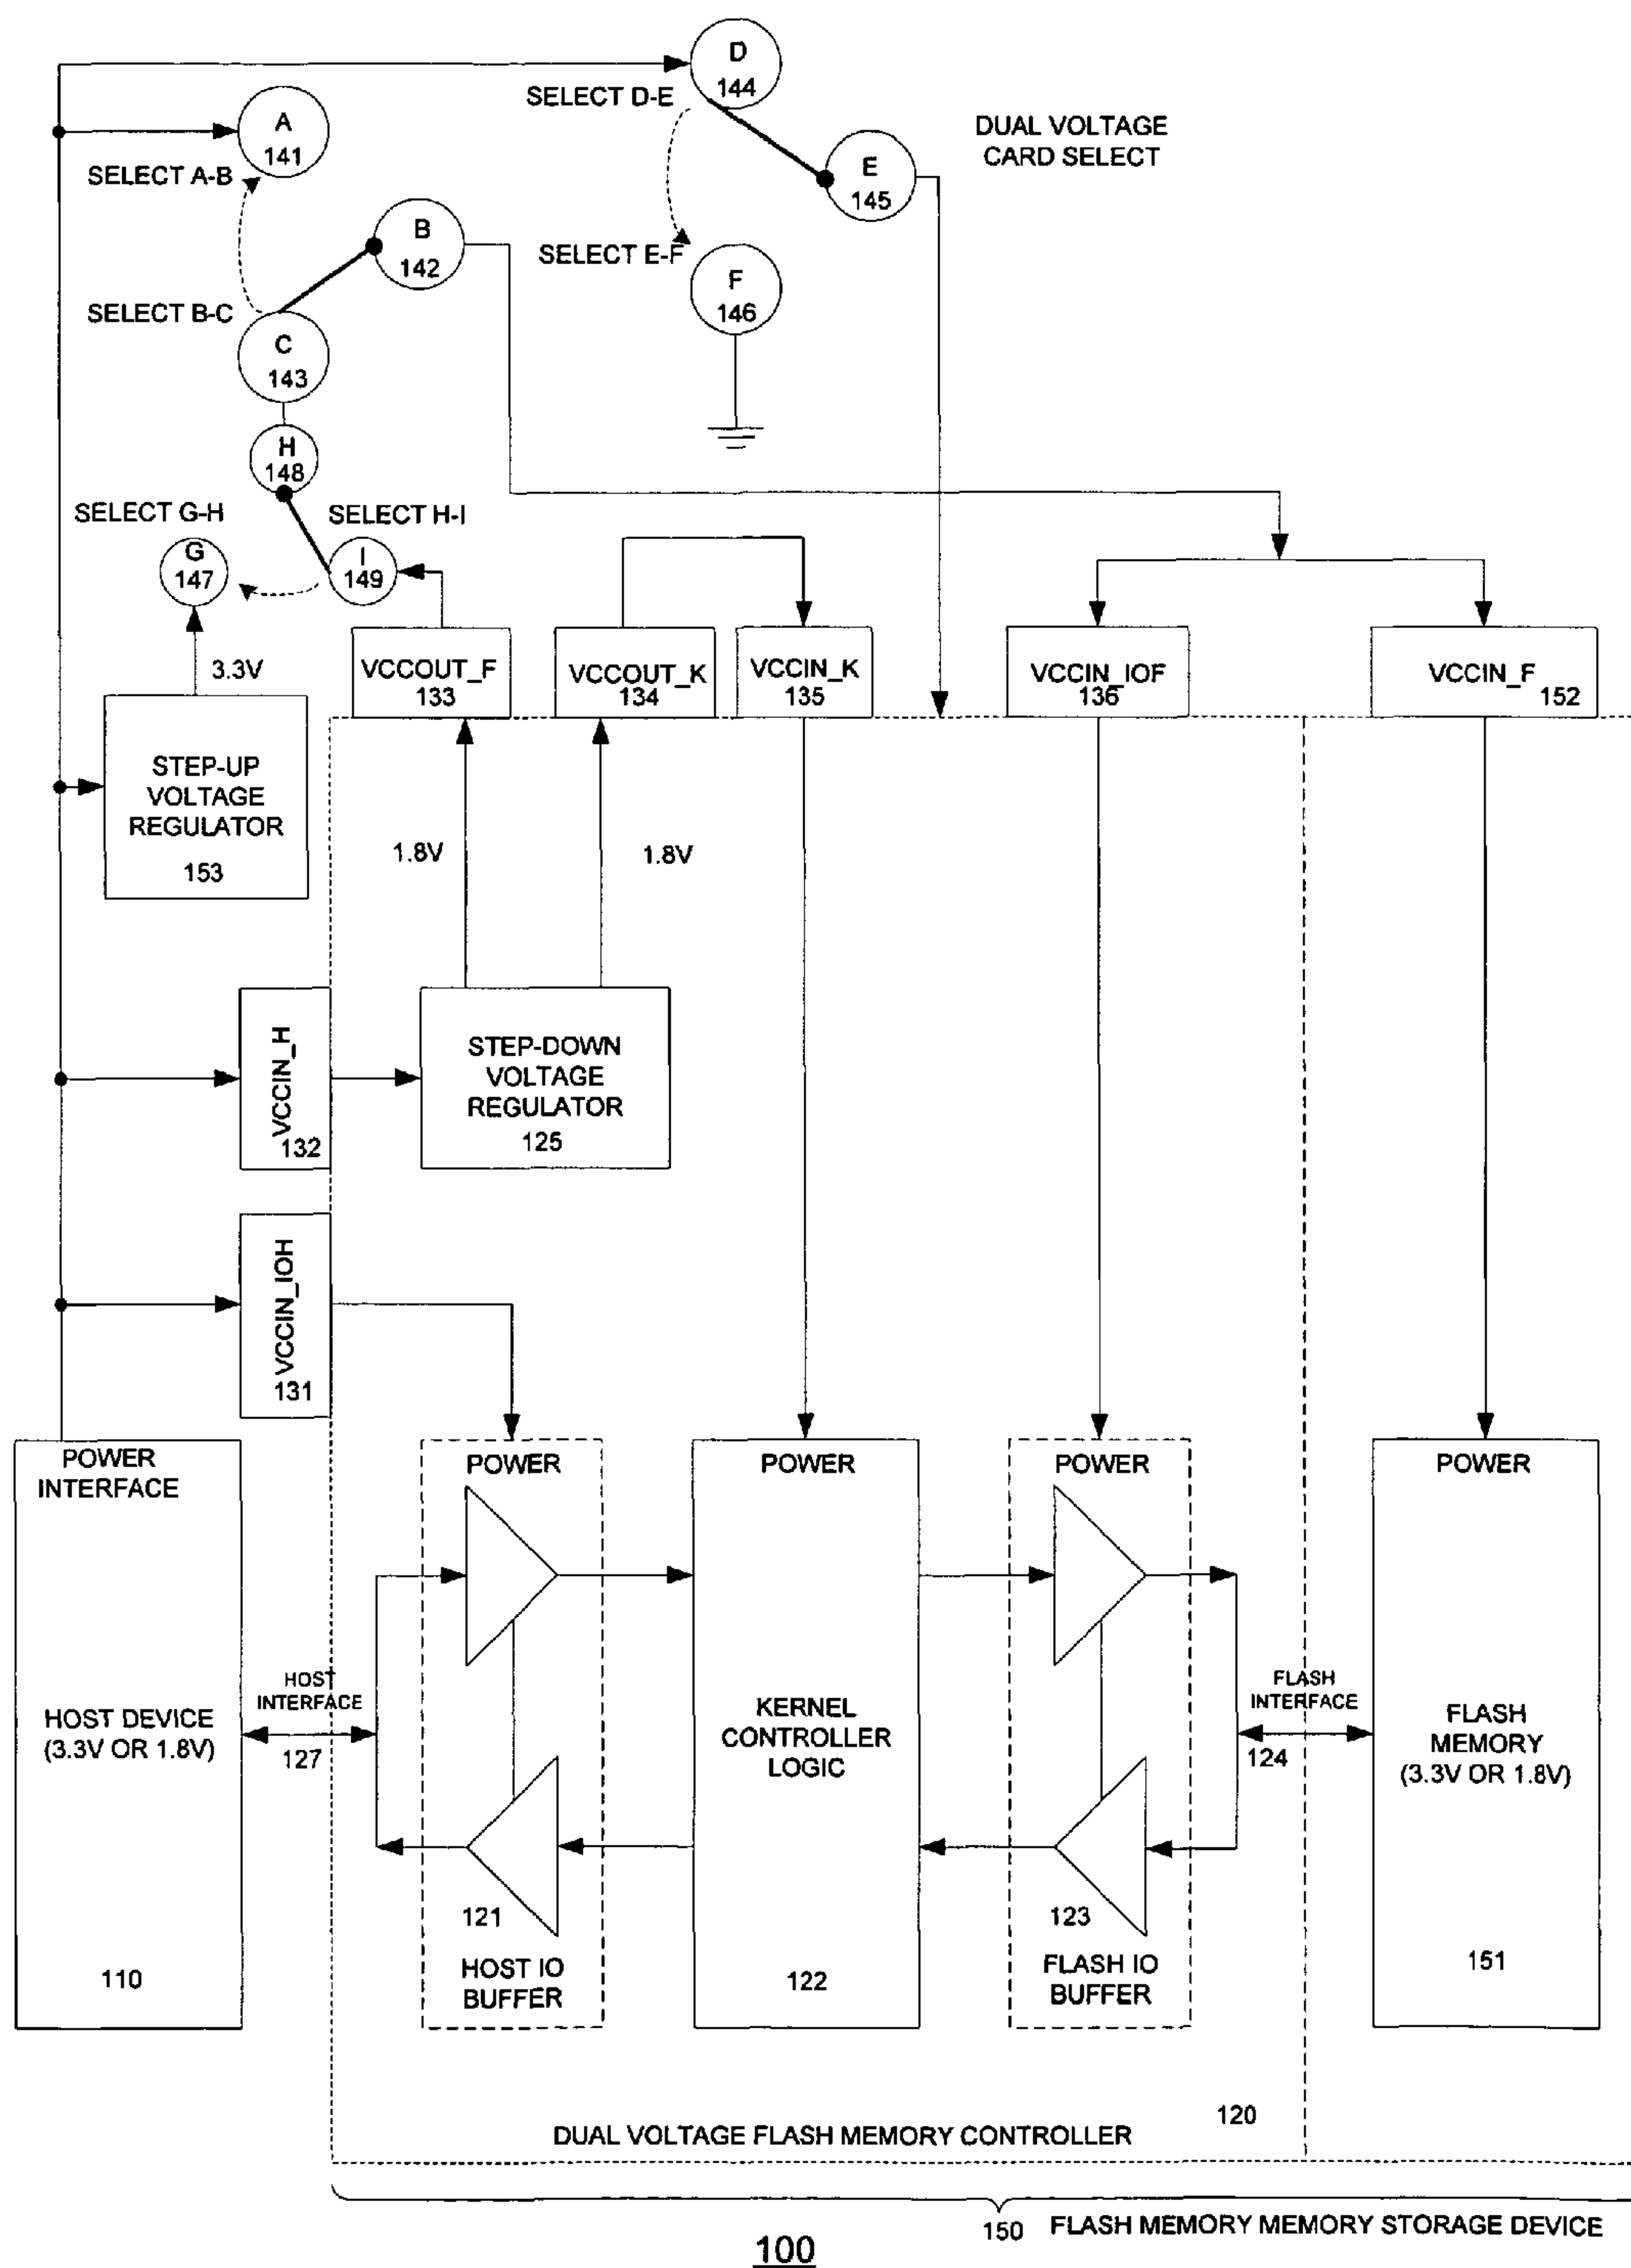 D
144
SELECT D-E
A
141
DUAL VOLTAGE
CARD SELECT
SELECT A-B
E
145
B
142
SELECT E-F
F
146
SELECT B-C
C
143
H
148
SELECT G-H
SELECT H-I
G
147
I
149
3.3V
VCCOUT_F
133
VCCOUT_K
134
VCCIN_K
135
VCCIN_IOF
136
VCCIN_F
152
STEP-UP
VOLTAGE
REGULATOR
153
1.8V
1.8V
VCCIN_H
132
STEP-DOWN
VOLTAGE
REGULATOR
125
VCCIN_IOH
131
POWER
INTERFACE
POWER
POWER
POWER
POWER
HOST
INTERFACE
127
HOST DEVICE
(3.3V OR 1.8V)
110
KERNEL
CONTROLLER
LOGIC
122
FLASH
INTERFACE
124
FLASH
MEMORY
(3.3V OR 1.8V)
151
121
HOST IO
BUFFER
123
FLASH IO
BUFFER
120
DUAL VOLTAGE FLASH MEMORY CONTROLLER
150 FLASH MEMORY MEMORY STORAGE DEVICE
100